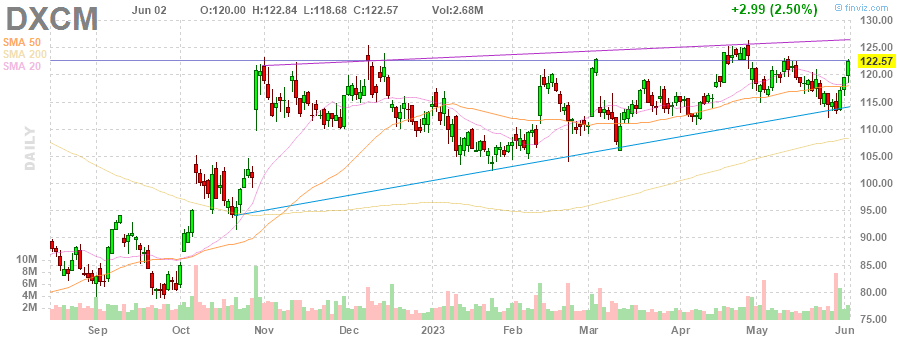 DXCM Jun 02 O:120.00 H:122.84 L:118.68 C:122.57 Vol:2.68M +2.99 (2.50%) © finviz.com
SMA 50
SMA 200
SMA 20
DAILY
130.00
125.00
122.57
120.00
115.00
110.00
105.00
100.00
95.00
90.00
85.00
80.00
75.00
10M
8M
6M
4M
2M
Sep Oct Nov Dec 2023 Feb Mar Apr May Jun